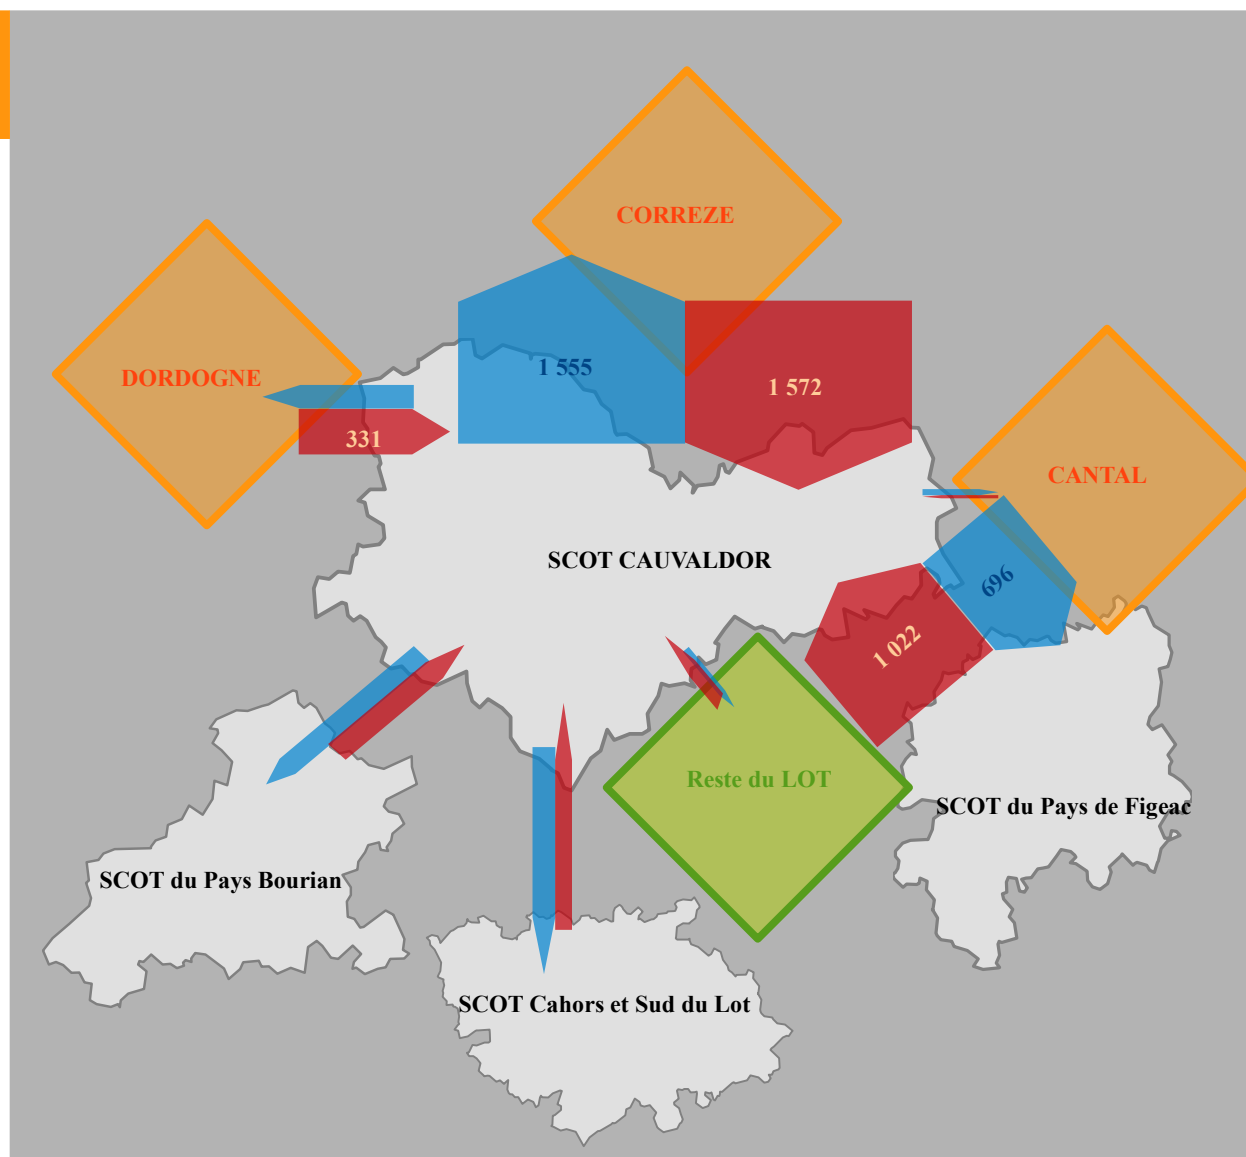 CORREZE
1 555
1 572
DORDOGNE
331
CANTAL
SCOT CAUVALDOR
696
1 022
Reste du LOT
SCOT du Pays de Figeac
SCOT du Pays Bourian
SCOT Cahors et Sud du Lot